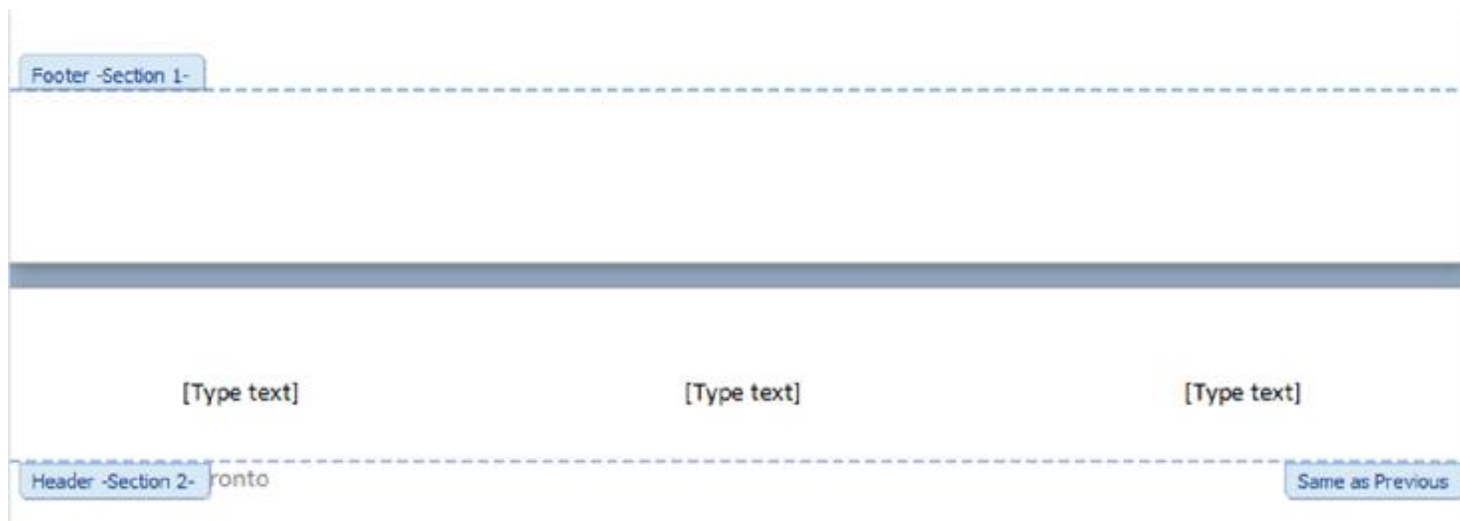 Footer -Section 1-
[Type text] [Type text] [Type text]
Header -Section 2- ronto Same as Previous